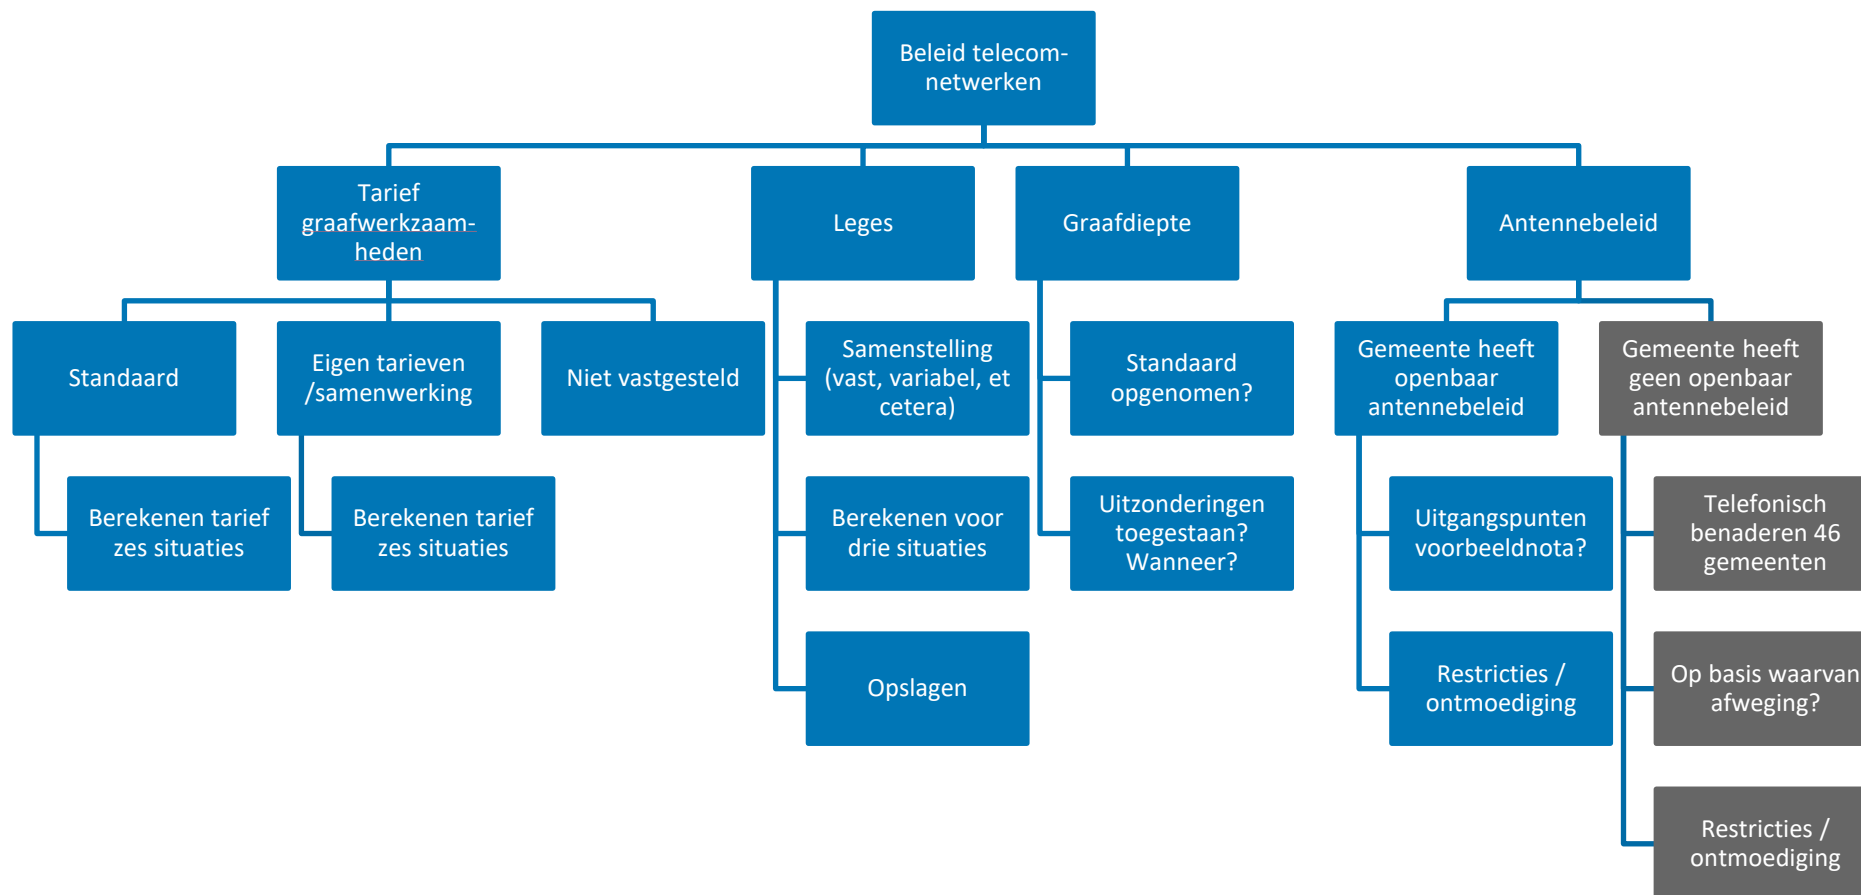 Beleid telecom-
netwerken
Tarief
graafwerkzaam-
heden
Leges
Graafdiepte
Antennebeleid
Standaard
Eigen tarieven
/samenwerking
Niet vastgesteld
Samenstelling
(vast, variabel, et
cetera)
Standaard
opgenomen?
Gemeente heeft
openbaar
antennebeleid
Gemeente heeft
geen openbaar
antennebeleid
Berekenen tarief
zes situaties
Berekenen tarief
zes situaties
Berekenen voor
drie situaties
Uitzonderingen
toegestaan?
Wanneer?
Uitgangspunten
voorbeeldnota?
Telefonisch
benaderen 46
gemeenten
Opslagen
Restricties /
ontmoediging
Op basis waarvan
afweging?
Restricties /
ontmoediging